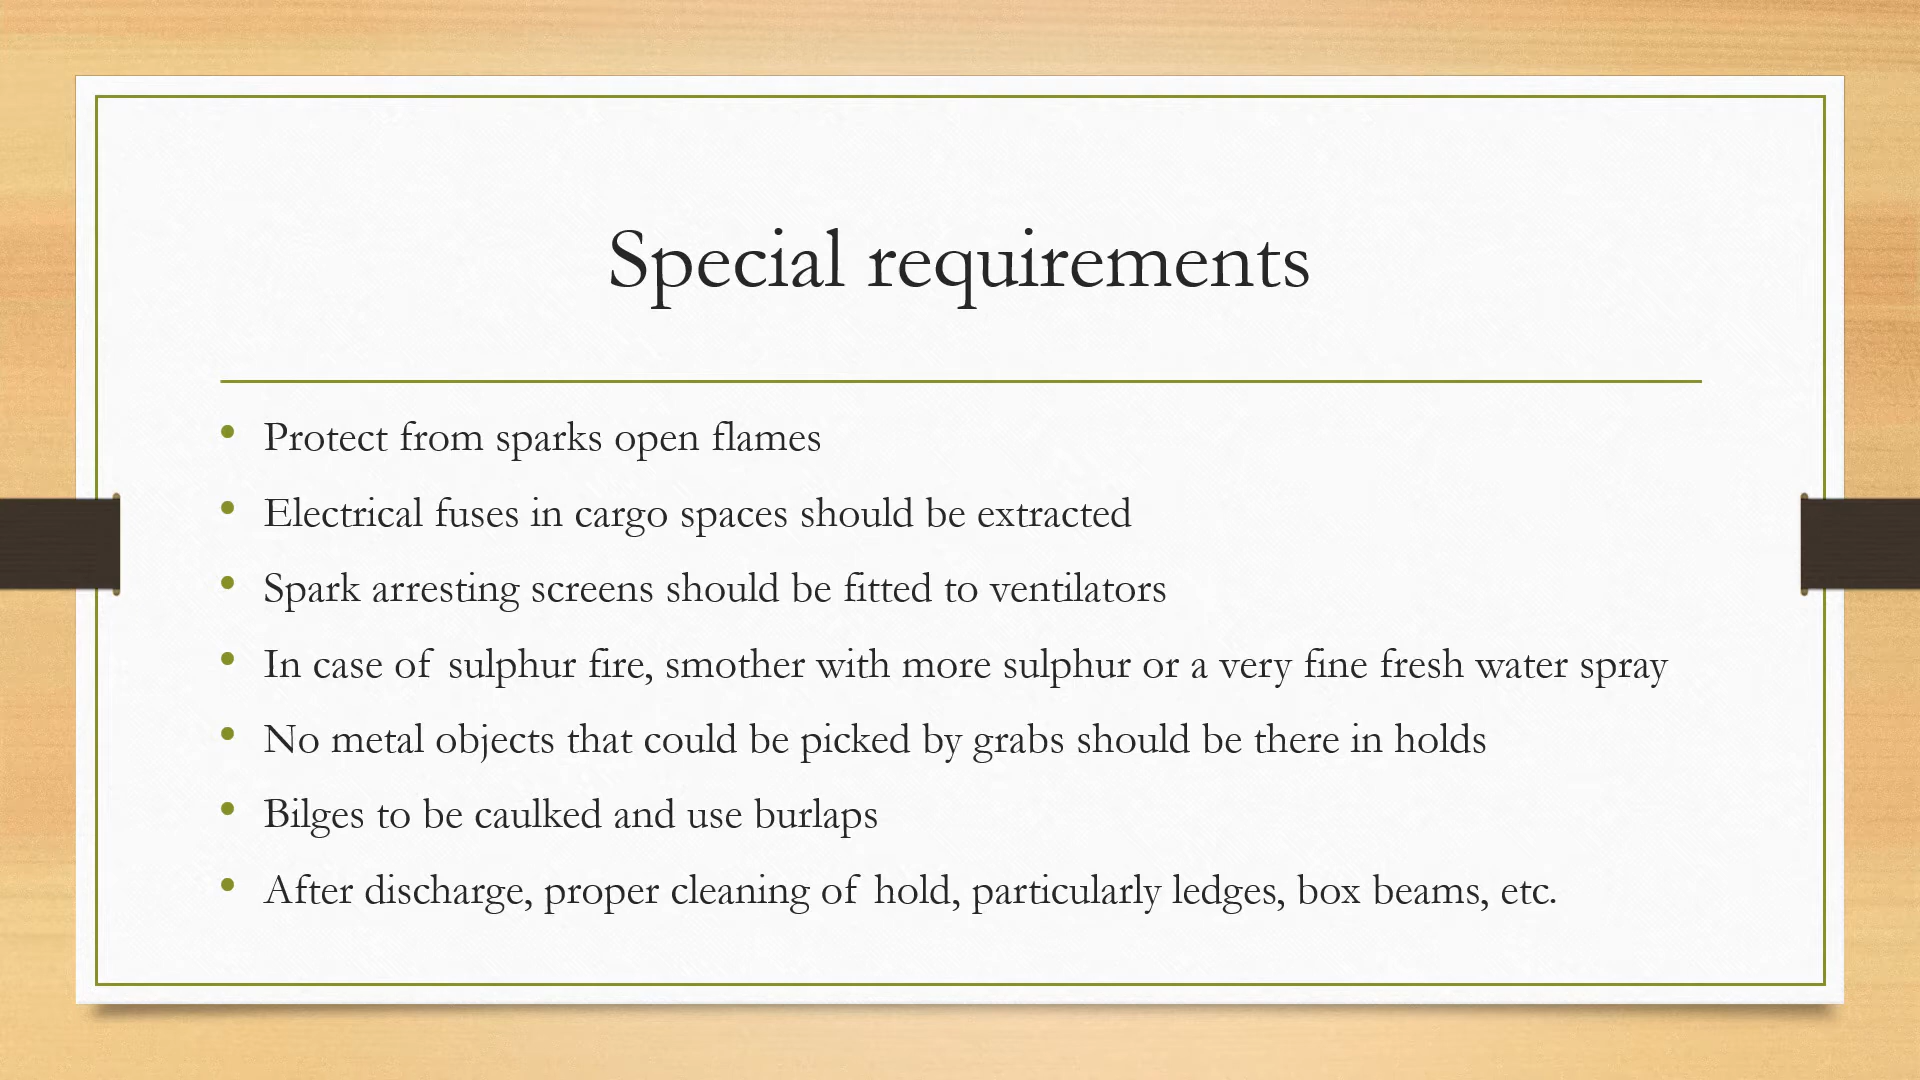 Special requirements
• Protect from sparks open flames
• Electrical fuses in cargo spaces should be extracted
• Spark arresting screens should be fitted to ventilators
• In case of sulphur fire, smother with more sulphur or a very fine fresh water spray
• No metal objects that could be picked by grabs should be there in holds
• Bilges to be caulked and use burlaps
• After discharge, proper cleaning of hold, particularly ledges, box beams, etc.